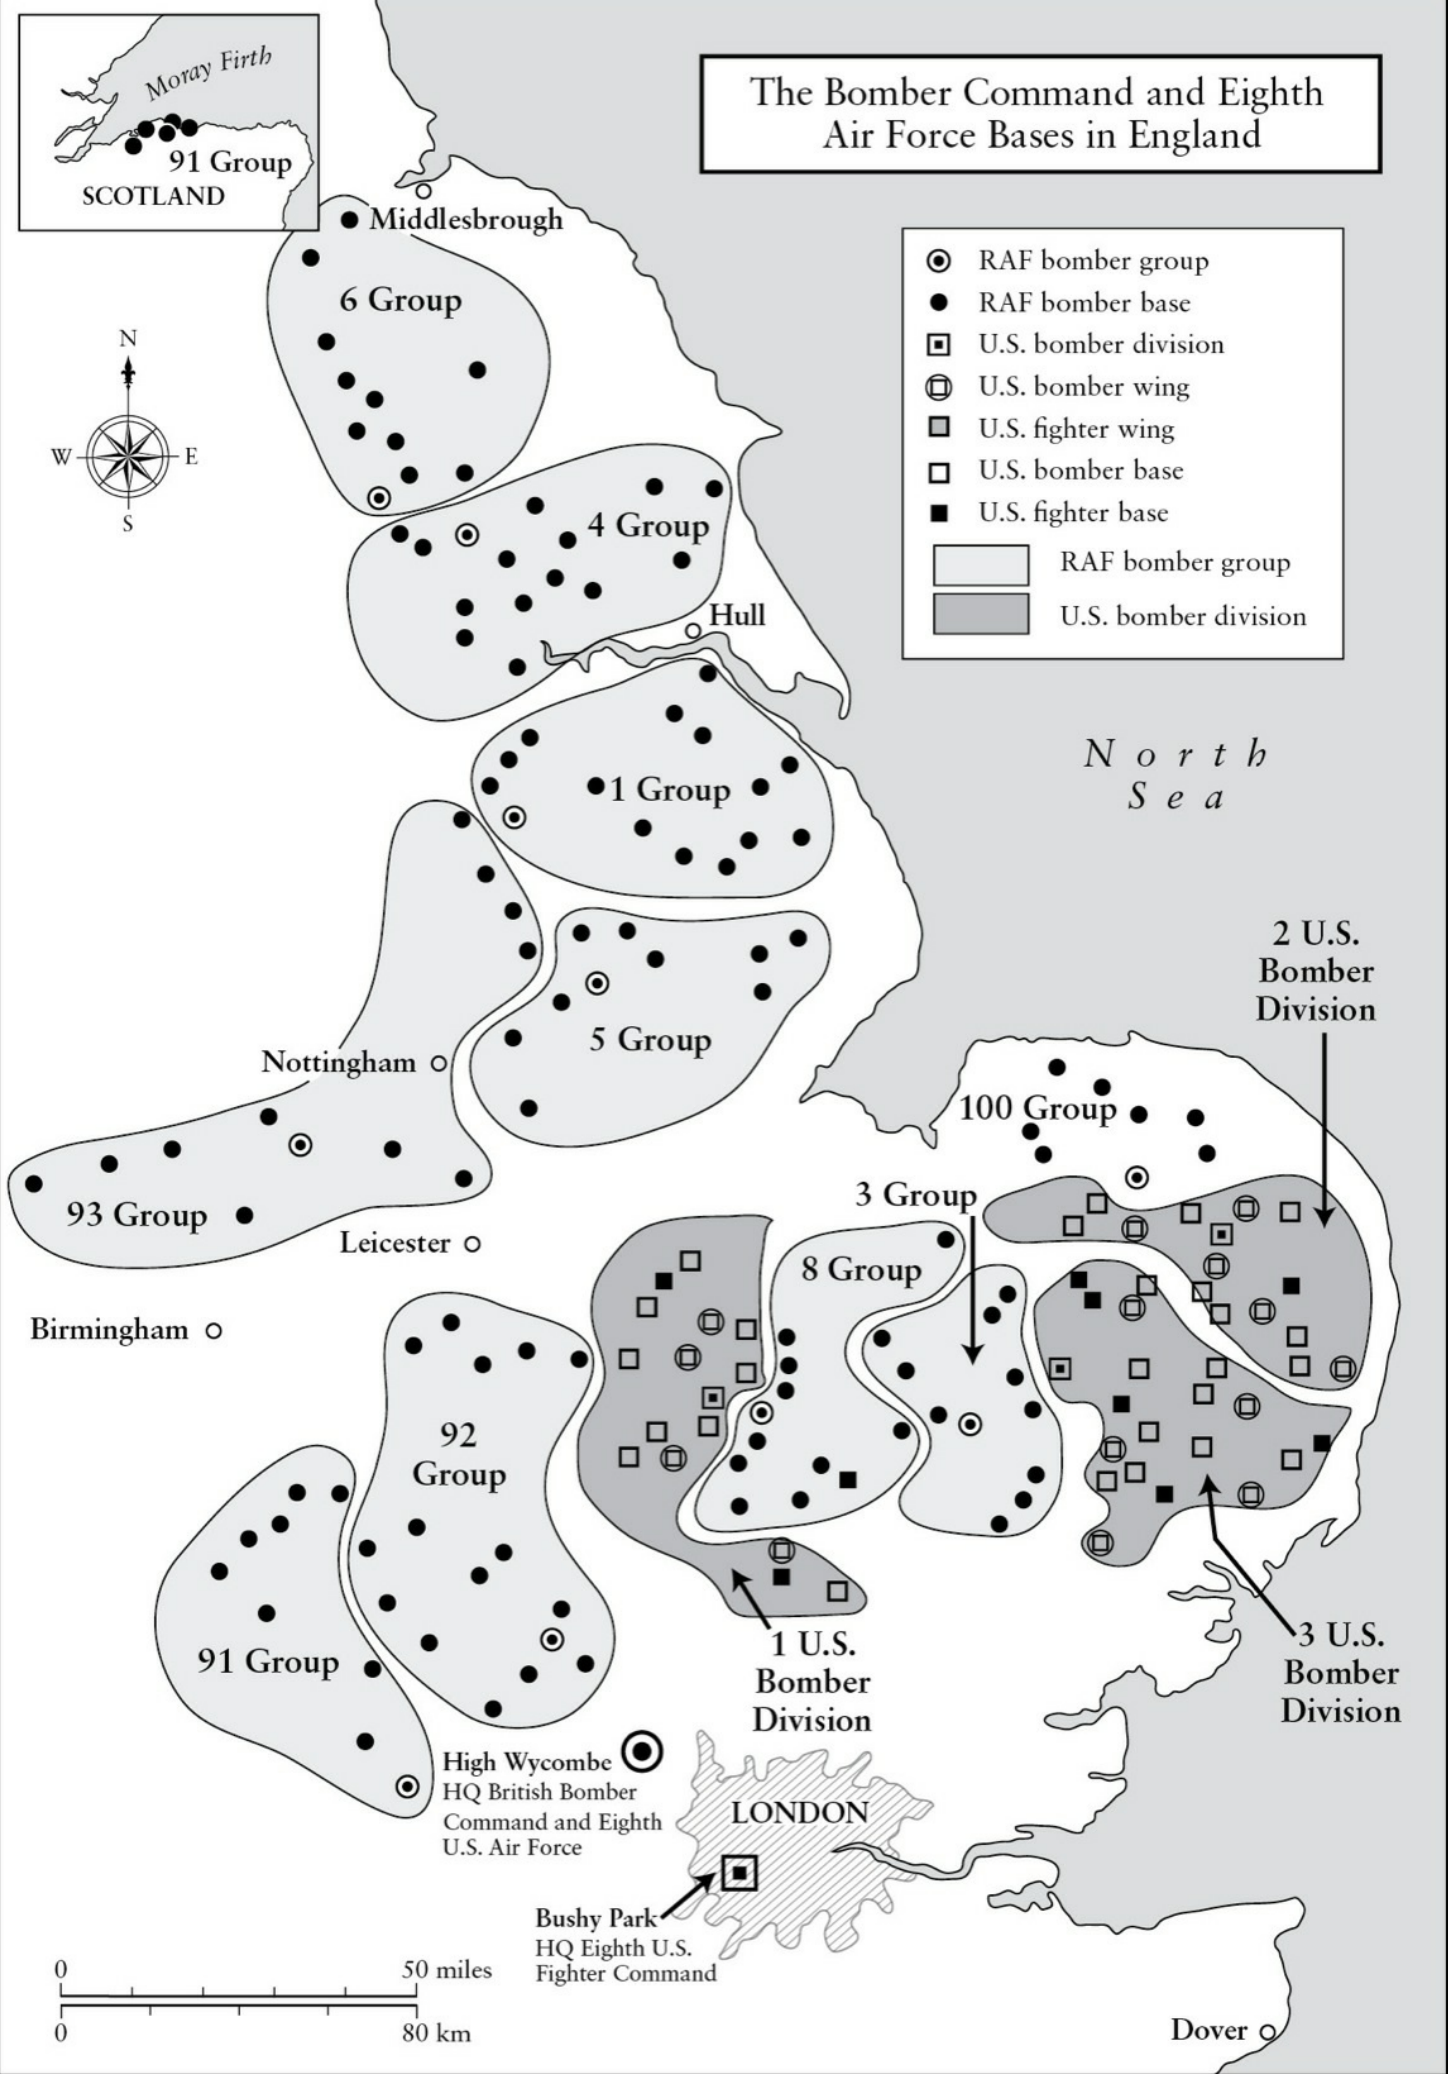 Moray Firth
91 Group
SCOTLAND
The Bomber Command and Eighth
Air Force Bases in England
Middlesbrough
6 Group
N
W
E
S
RAF bomber group
RAF bomber base
U.S. bomber division
U.S. bomber wing
U.S. fighter wing
U.S. bomber base
U.S. fighter base
RAF bomber group
U.S. bomber division
4 Group
Hull
North
Sea
1 Group
2 U.S.
Bomber
Division
5 Group
Nottingham
100 Group
3 Group
93 Group
Leicester
8 Group
Birmingham
92
Group
91 Group
1 U.S.
Bomber
Division
3 U.S.
Bomber
Division
High Wycombe
HQ British Bomber
Command and Eighth
U.S. Air Force
LONDON
Bushy Park
HQ Eighth U.S.
Fighter Command
0
50 miles
0
80 km
Dover